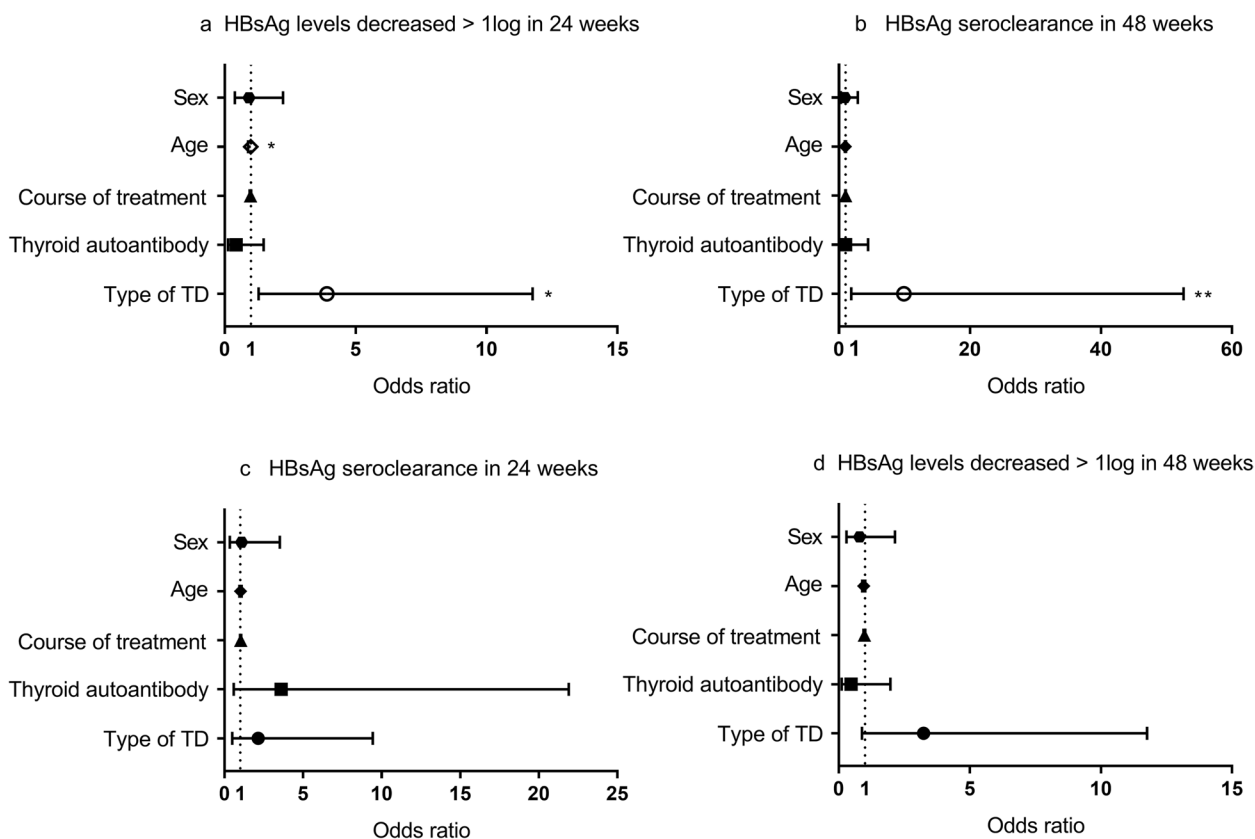 a HBsAg levels decreased > 1log in 24 weeks
Sex
Age *
Course of treatment
Thyroid autoantibody
Type of TD *
0 1 5 10 15
Odds ratio
b HBsAg seroclearance in 48 weeks
Sex
Age
Course of treatment
Thyroid autoantibody
Type of TD **
0 1 20 40 60
Odds ratio
c HBsAg seroclearance in 24 weeks
Sex
Age
Course of treatment
Thyroid autoantibody
Type of TD
0 1 5 10 15 20 25
Odds ratio
d HBsAg levels decreased > 1log in 48 weeks
Sex
Age
Course of treatment
Thyroid autoantibody
Type of TD
0 1 5 10 15
Odds ratio